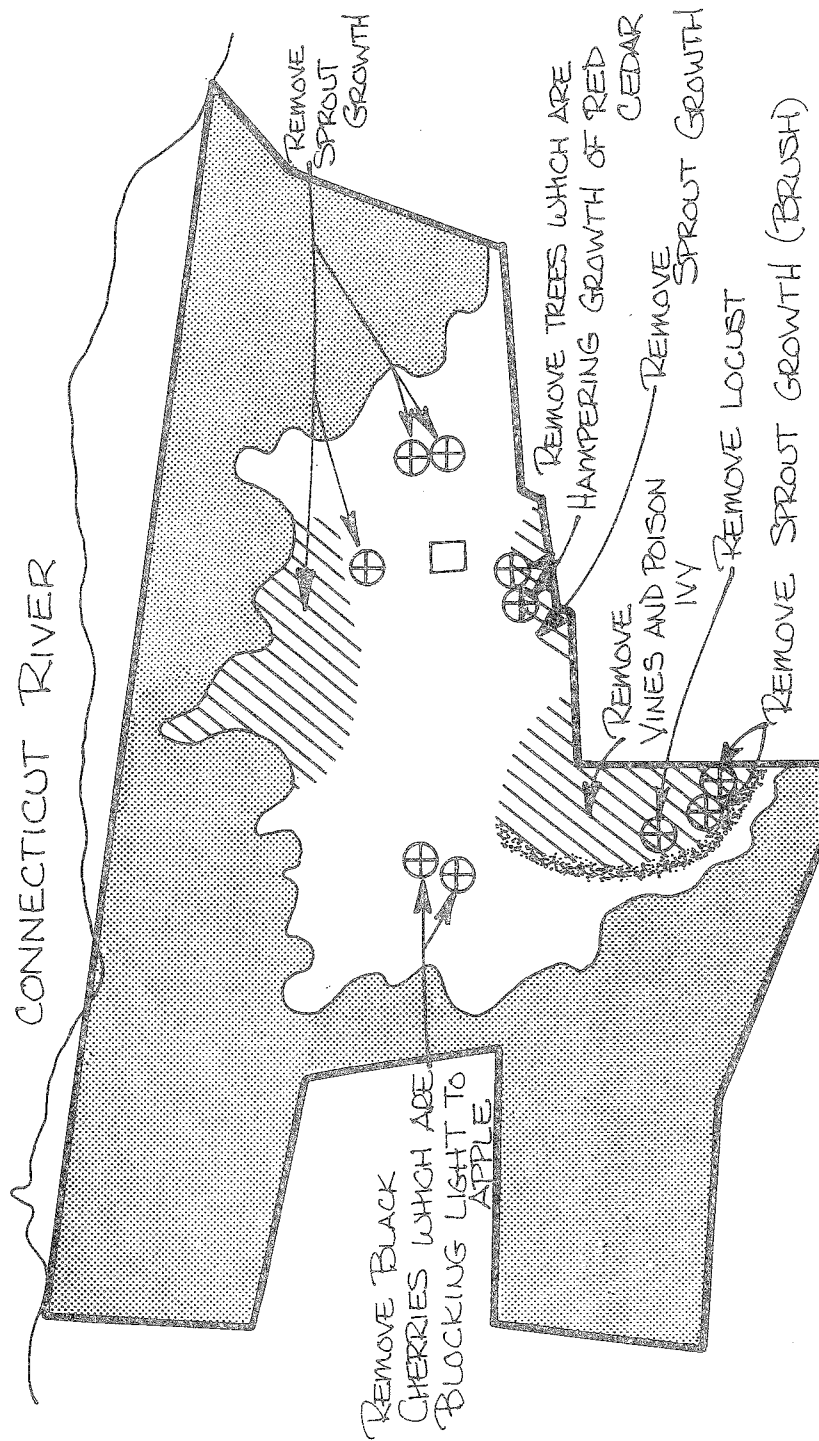 CONNECTICUT RIVER
REMOVE
SPROUT
GROWTH
REMOVE TREES WHICH ARE
HAMPERING GROWTH OF RED
CEDAR
REMOVE
SPROUT GROWTH
REMOVE
VINES AND POISON
IVY
REMOVE LOCUST
REMOVE SPROUT GROWTH (BRUSH)
REMOVE BLACK
CHERRIES WHICH ARE
BLOCKING LIGHT TO
APPLE